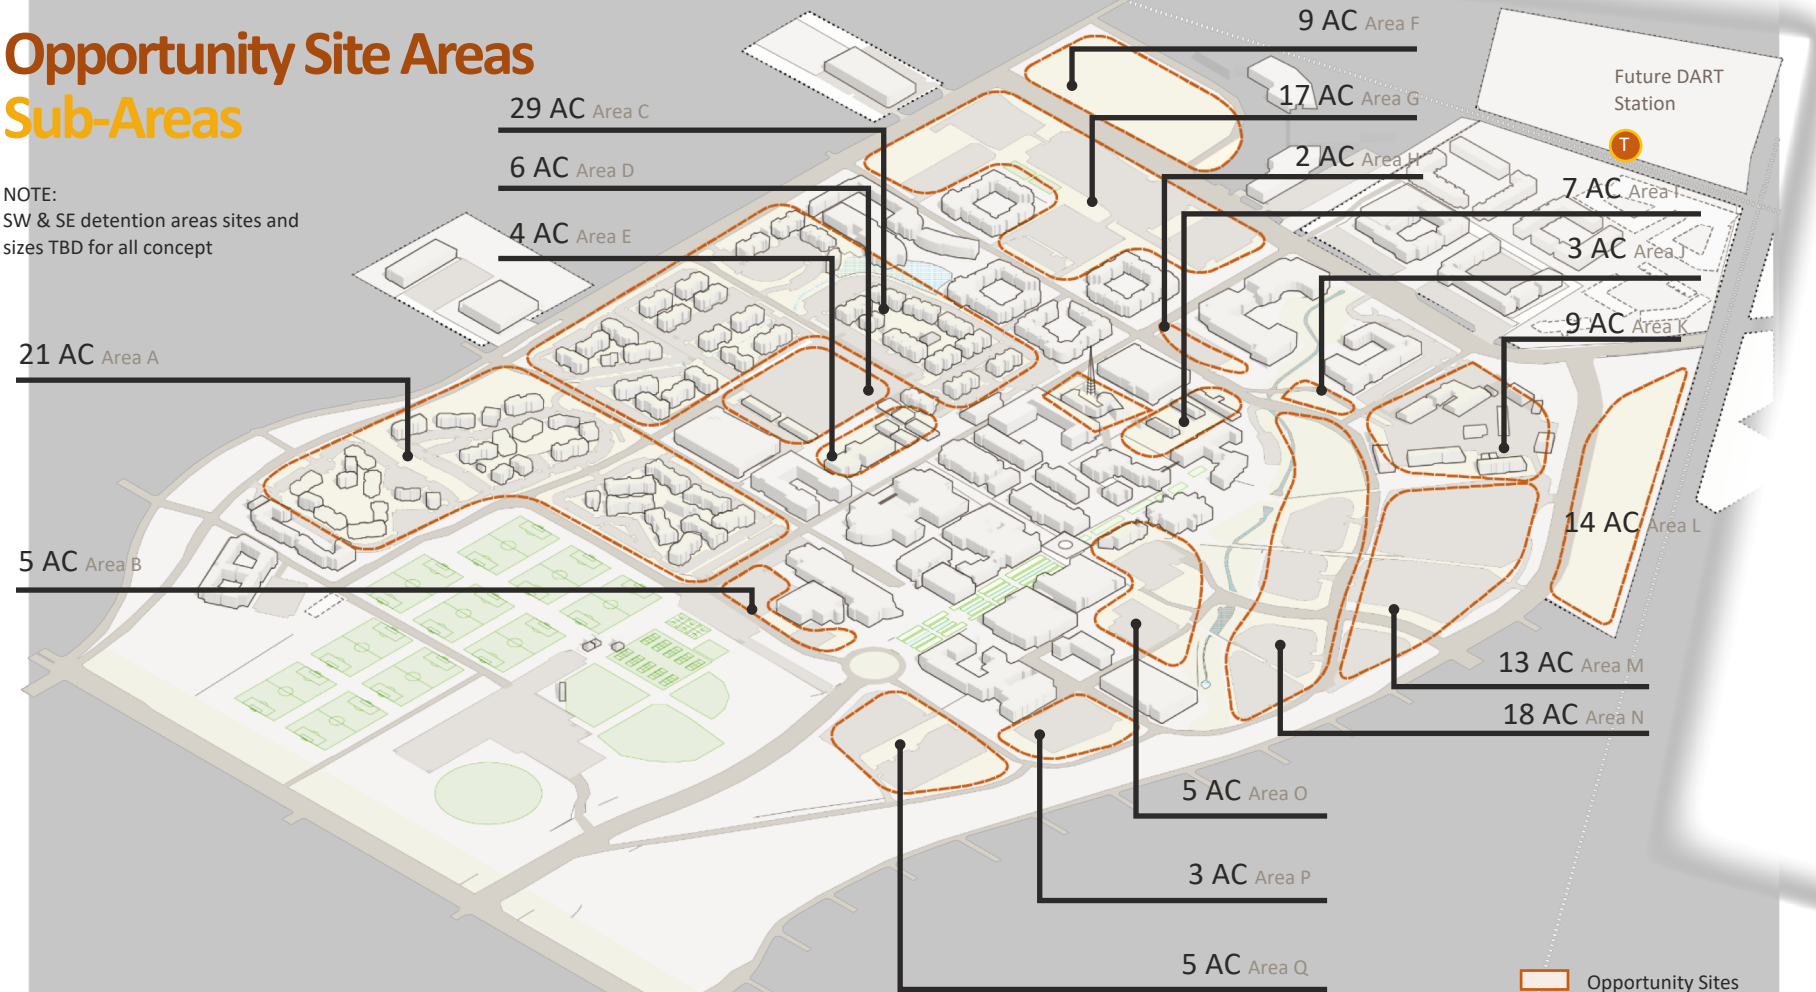 Opportunity Site Areas
Sub-Areas
NOTE:
SW & SE detention areas sites and
sizes TBD for all concept
29 AC Area C
6 AC Area D
4 AC Area E
21 AC Area A
5 AC Area B
9 AC Area F
17 AC Area G
2 AC Area H
Future DART
Station
T
7 AC Area I
3 AC Area J
9 AC Area K
14 AC Area L
13 AC Area M
18 AC Area N
5 AC Area O
3 AC Area P
5 AC Area Q
Opportunity Sites